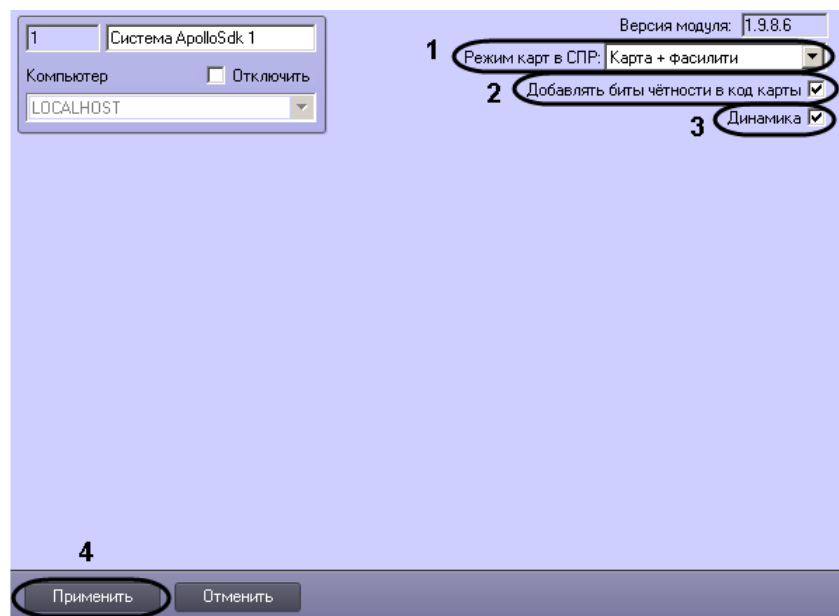 1 Система ApolloSdk 1
Компьютер Отключить
LOCALHOST
Версия модуля: 1.9.8.6
1 Режим карт в СПР: Карта + фасилити
2 Добавлять биты чётности в код карты
3 Динамика
4
Применить Отменить